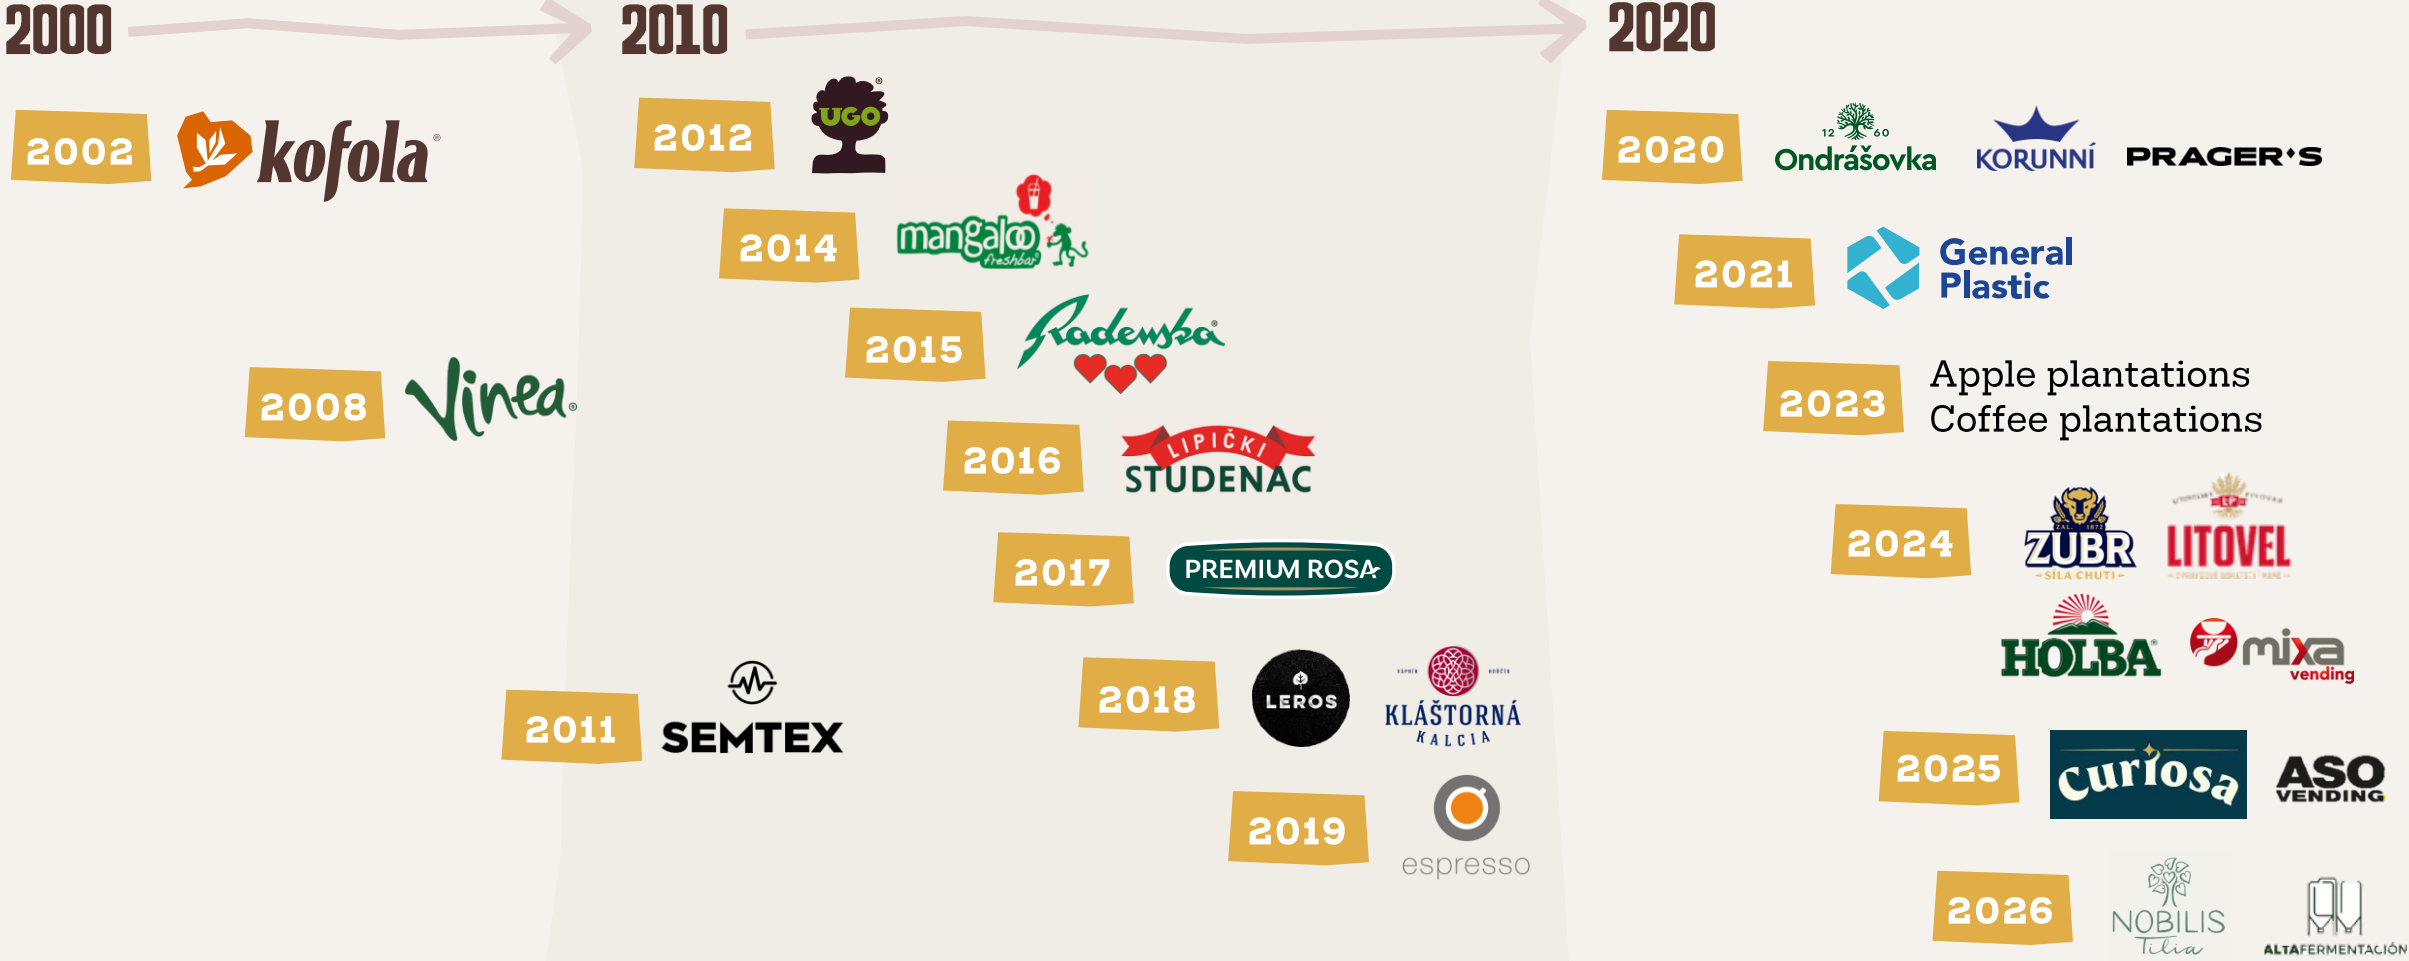 2000
2010
2020
2002
kofola®
2008
Vinea®
2011
SEMTEX
2012
UGO®
2014
mangaloo
freshbar
2015
Radenska®
2016
LIPIČKI
STUDENAC
2017
PREMIUM ROSA
2018
LEROS
KLÁŠTORNÁ
KALCIA
2019
espresso
2020
12 60
Ondrášovka
KORUNNÍ
PRAGER'S
2021
General
Plastic
2023
Apple plantations
Coffee plantations
2024
ZAL. 1872
ZUBR
SÍLA CHUTI
LP
LITOVEL
HOLBA®
mixa
vending
2025
curiosa
ASO
VENDING
2026
NOBILIS
Tilia
ALTAFERMENTACIÓN